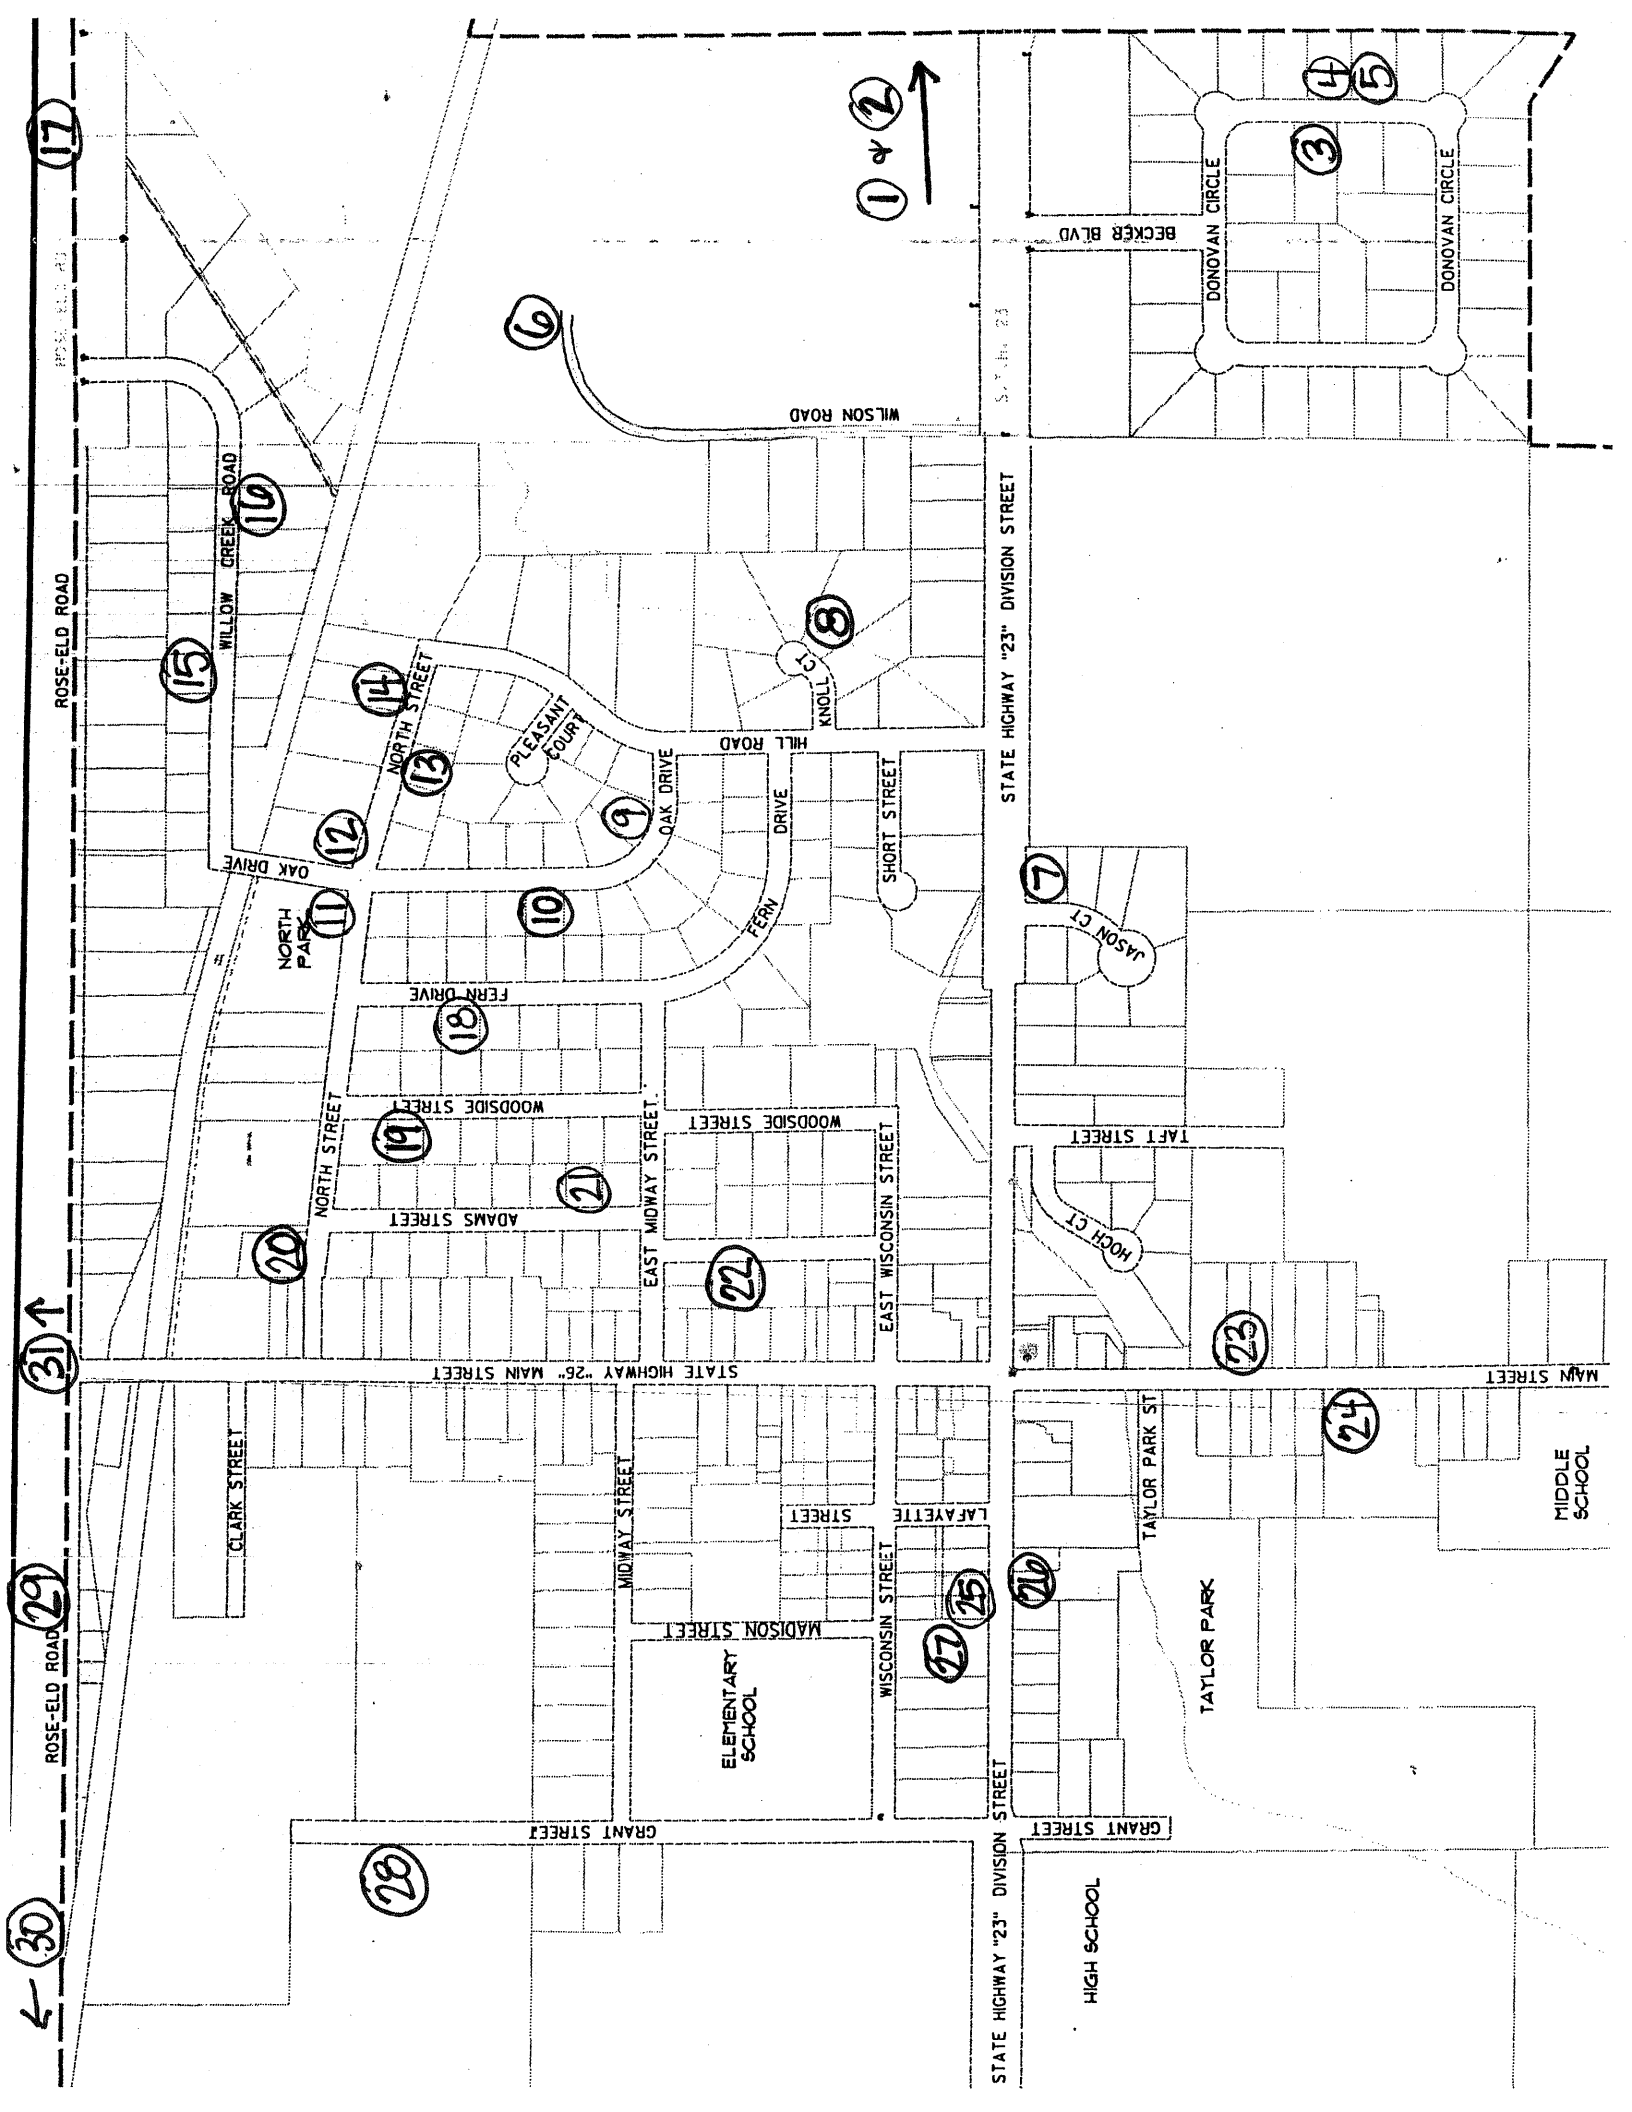 17
ROSE-ELD RD
1 & 2
4
5
3
BECKER BLVD
DONOVAN CIRCLE
DONOVAN CIRCLE
6
S.T.H. 23
WILSON ROAD
ROSE-ELD ROAD
WILLOW CREEK ROAD
16
15
14
NORTH STREET
13
PLEASANT
COURT
8
KNOLL CT
HILL ROAD
STATE HIGHWAY "23" DIVISION STREET
12
OAK DRIVE
9
OAK DRIVE
FERN DRIVE
SHORT STREET
7
JASON CT
11
NORTH
PARK
10
FERN DRIVE
18
WOODSIDE STREET
WOODSIDE STREET
19
NORTH STREET
21
ADAMS STREET
EAST MIDWAY STREET
EAST WISCONSIN STREET
TAFT STREET
HOCH CT
20
22
23
31
STATE HIGHWAY "26" MAIN STREET
MAIN STREET
24
CLARK STREET
MIDWAY STREET
LAFAYETTE STREET
TAYLOR PARK ST
MIDDLE
SCHOOL
29
ROSE-ELD ROAD
MADISON STREET
WISCONSIN STREET
25
26
27
ELEMENTARY
SCHOOL
TAYLOR PARK
GRANT STREET
GRANT STREET
28
30
STATE HIGHWAY "23" DIVISION STREET
HIGH SCHOOL